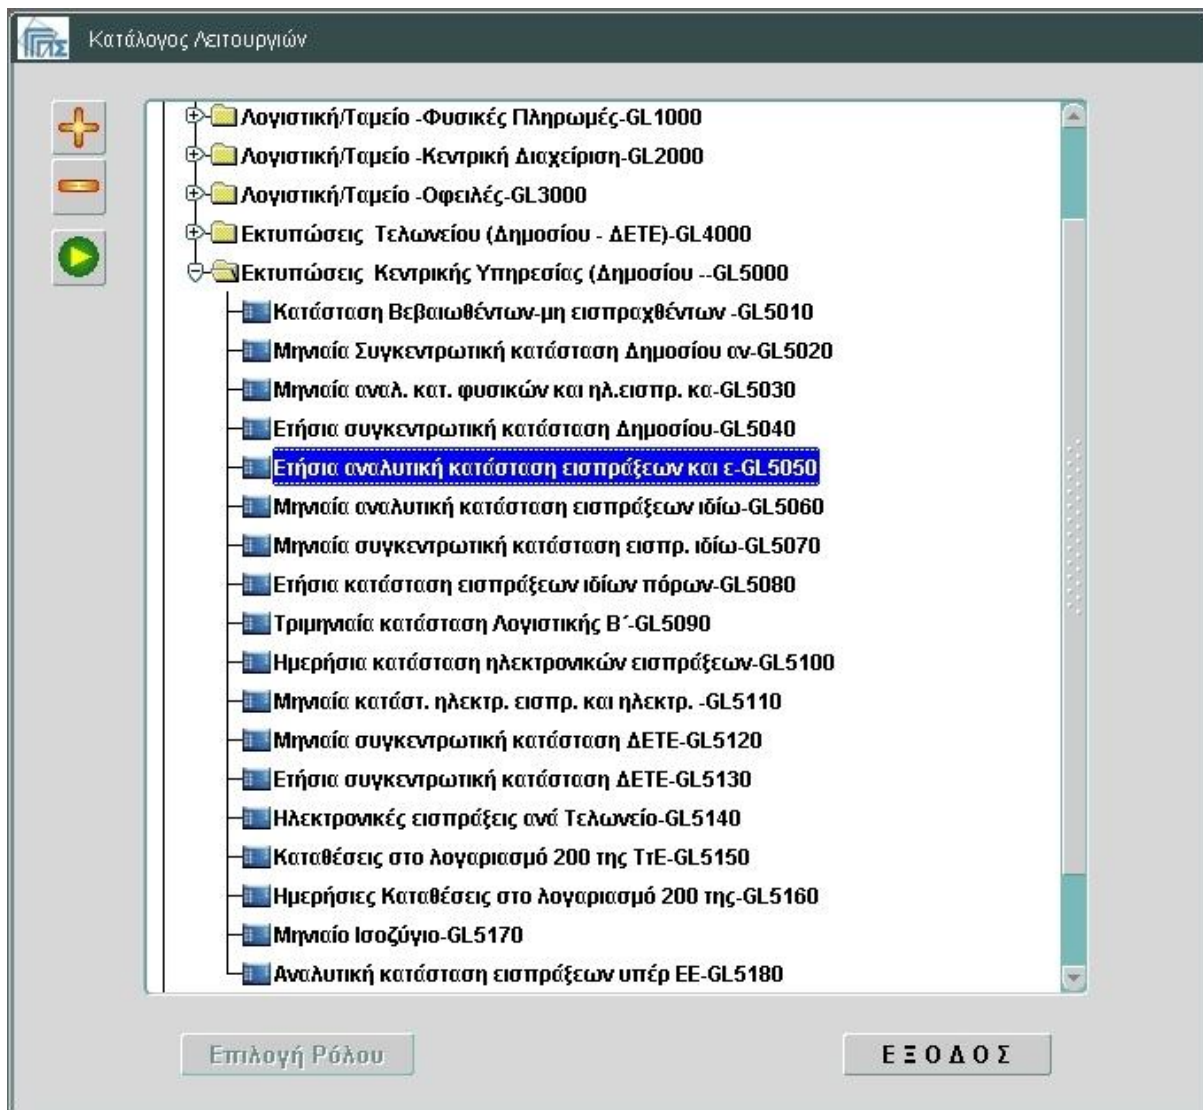 Κατάλογος Λειτουργιών
Λογιστική/Ταμείο -Φυσικές Πληρωμές-GL1000
Λογιστική/Ταμείο -Κεντρική Διαχείριση-GL2000
Λογιστική/Ταμείο -Οφειλές-GL3000
Εκτυπώσεις Τελωνείου (Δημοσίου - ΔΕΤΕ)-GL4000
Εκτυπώσεις Κεντρικής Υπηρεσίας (Δημοσίου --GL5000
Κατάσταση Βεβαιωθέντων-μη εισπραχθέντων -GL5010
Μηνιαία Συγκεντρωτική κατάσταση Δημοσίου αν-GL5020
Μηνιαία αναλ. κατ. φυσικών και ηλ.εισπρ. κα-GL5030
Ετήσια συγκεντρωτική κατάσταση Δημοσίου-GL5040
Ετήσια αναλυτική κατάσταση εισπράξεων και ε-GL5050
Μηνιαία αναλυτική κατάσταση εισπράξεων ιδίω-GL5060
Μηνιαία συγκεντρωτική κατάσταση εισπρ. ιδίω-GL5070
Ετήσια κατάσταση εισπράξεων ιδίων πόρων-GL5080
Τριμηνιαία κατάσταση Λογιστικής Β΄-GL5090
Ημερήσια κατάσταση ηλεκτρονικών εισπράξεων-GL5100
Μηνιαία κατάστ. ηλεκτρ. εισπρ. και ηλεκτρ. -GL5110
Μηνιαία συγκεντρωτική κατάσταση ΔΕΤΕ-GL5120
Ετήσια συγκεντρωτική κατάσταση ΔΕΤΕ-GL5130
Ηλεκτρονικές εισπράξεις ανά Τελωνείο-GL5140
Καταθέσεις στο λογαριασμό 200 της ΤτΕ-GL5150
Ημερήσιες Καταθέσεις στο λογαριασμό 200 της-GL5160
Μηνιαίο Ισοζύγιο-GL5170
Αναλυτική κατάσταση εισπράξεων υπέρ ΕΕ-GL5180
Επιλογή Ρόλου
Ε Ξ Ο Δ Ο Σ